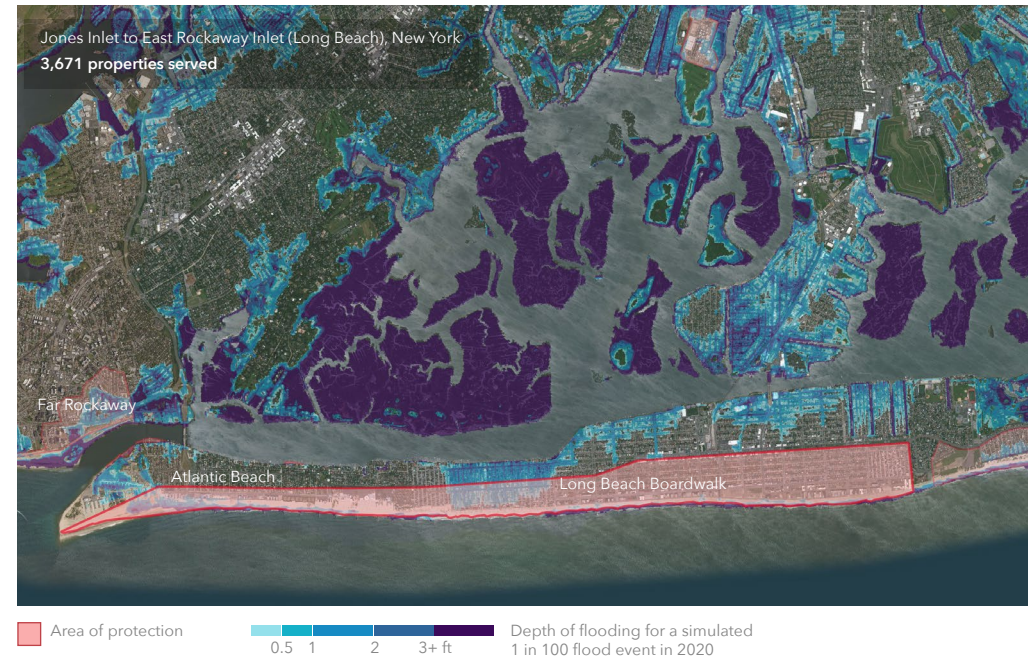 Jones Inlet to East Rockaway Inlet (Long Beach), New York
3,671 properties served
Far Rockaway
Atlantic Beach
Long Beach Boardwalk
Area of protection
0.5 1 2 3+ ft
Depth of flooding for a simulated
1 in 100 flood event in 2020